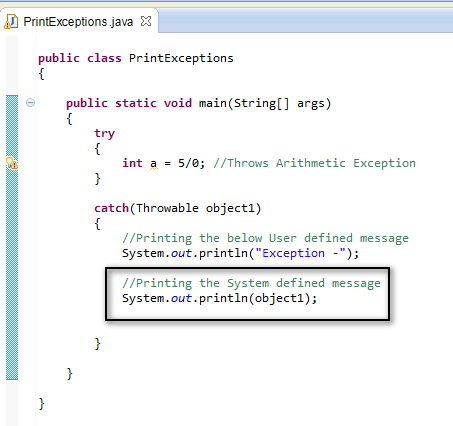 PrintExceptions.java
public class PrintExceptions
{
public static void main(String[] args)
{
try
{
int a = 5/0; //Throws Arithmetic Exception
}
catch(Throwable object1)
{
//Printing the below User defined message
System.out.println("Exception -");
//Printing the System defined message
System.out.println(object1);
}
}
}